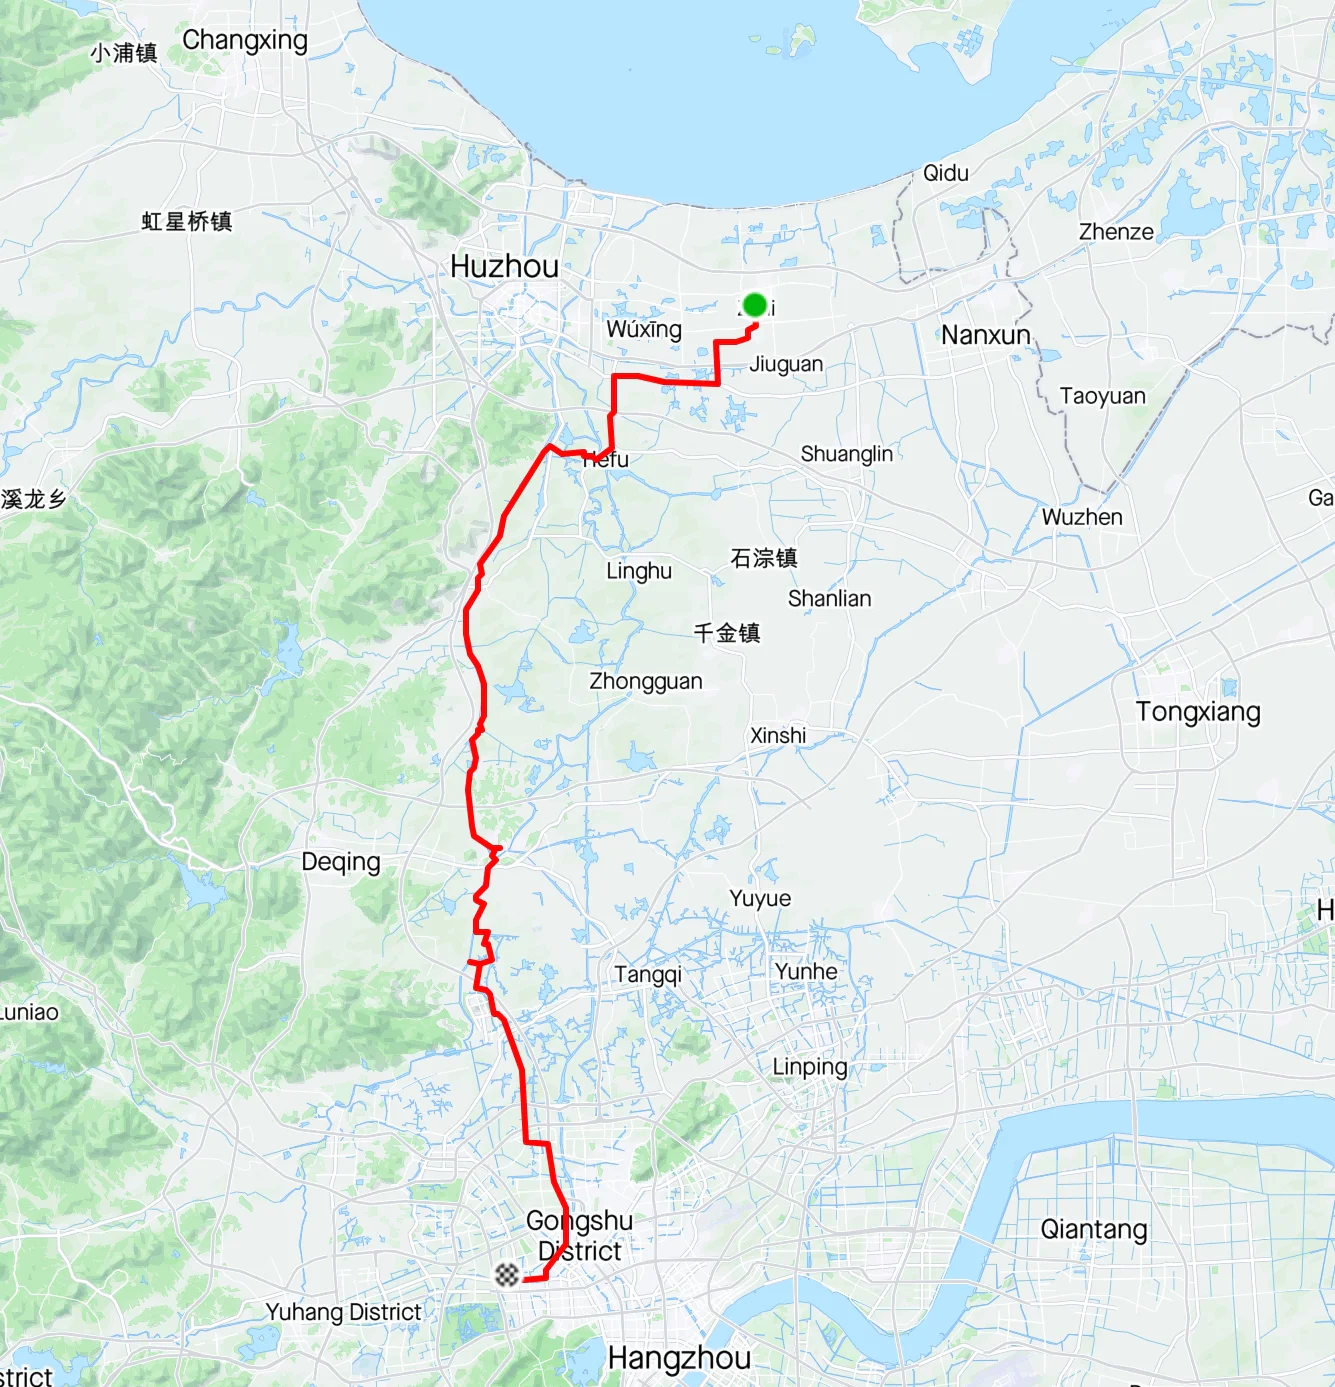 Changxing
小浦镇
Qidu
虹星桥镇
Zhenze
Huzhou
Wúxīng
Nanxun
Jiuguan
Taoyuan
Shuanglin
Hefu
溪龙乡
Ga
Wuzhen
石淙镇
Linghu
Shanlian
千金镇
Zhongguan
Tongxiang
Xinshi
Deqing
Yuyue
H
Tangqi
Yunhe
Luniao
Linping
Gongshu
District
Qiantang
Yuhang District
Hangzhou
strict